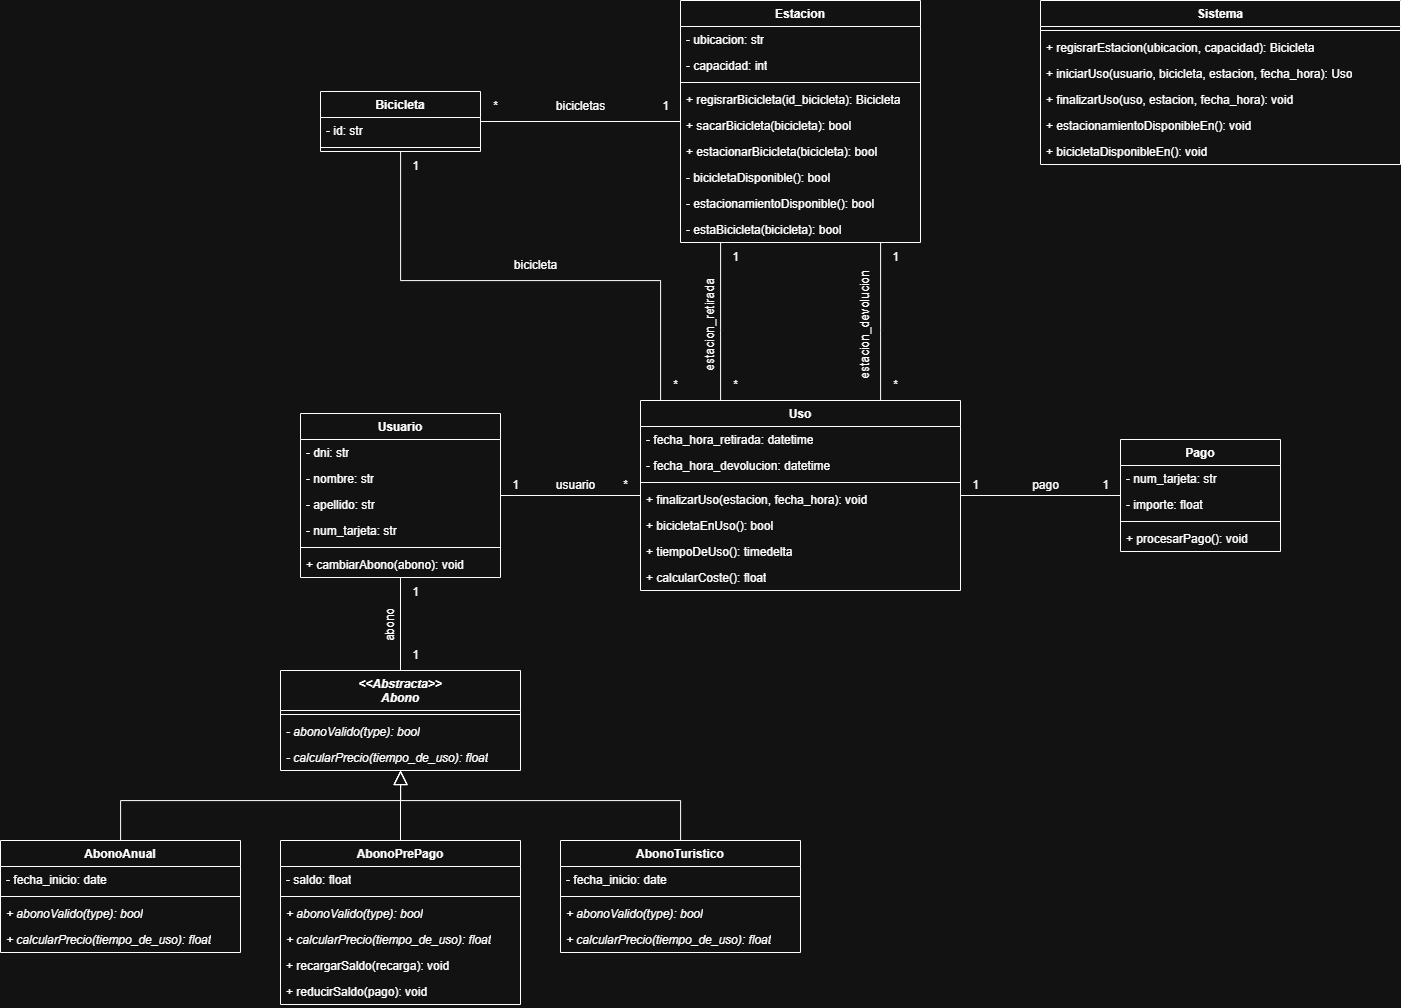 Estacion
- ubicacion: str
- capacidad: int
+ regisrarBicicleta(id_bicicleta): Bicicleta
+ sacarBicicleta(bicicleta): bool
+ estacionarBicicleta(bicicleta): bool
- bicicletaDisponible(): bool
- estacionamientoDisponible(): bool
- estaBicicleta(bicicleta): bool
Sistema
+ regisrarEstacion(ubicacion, capacidad): Bicicleta
+ iniciarUso(usuario, bicicleta, estacion, fecha_hora): Uso
+ finalizarUso(uso, estacion, fecha_hora): void
+ estacionamientoDisponibleEn(): void
+ bicicletaDisponibleEn(): void
Bicicleta
- id: str
* bicicletas 1
1
bicicleta
*
1
estacion_retirada
*
1
estacion_devolucion
*
Usuario
- dni: str
- nombre: str
- apellido: str
- num_tarjeta: str
+ cambiarAbono(abono): void
1 usuario *
Uso
- fecha_hora_retirada: datetime
- fecha_hora_devolucion: datetime
+ finalizarUso(estacion, fecha_hora): void
+ bicicletaEnUso(): bool
+ tiempoDeUso(): timedelta
+ calcularCoste(): float
1 pago 1
Pago
- num_tarjeta: str
- importe: float
+ procesarPago(): void
1
abono
1
<<Abstracta>>
Abono
- abonoValido(type): bool
- calcularPrecio(tiempo_de_uso): float
AbonoAnual
- fecha_inicio: date
+ abonoValido(type): bool
+ calcularPrecio(tiempo_de_uso): float
AbonoPrePago
- saldo: float
+ abonoValido(type): bool
+ calcularPrecio(tiempo_de_uso): float
+ recargarSaldo(recarga): void
+ reducirSaldo(pago): void
AbonoTuristico
- fecha_inicio: date
+ abonoValido(type): bool
+ calcularPrecio(tiempo_de_uso): float